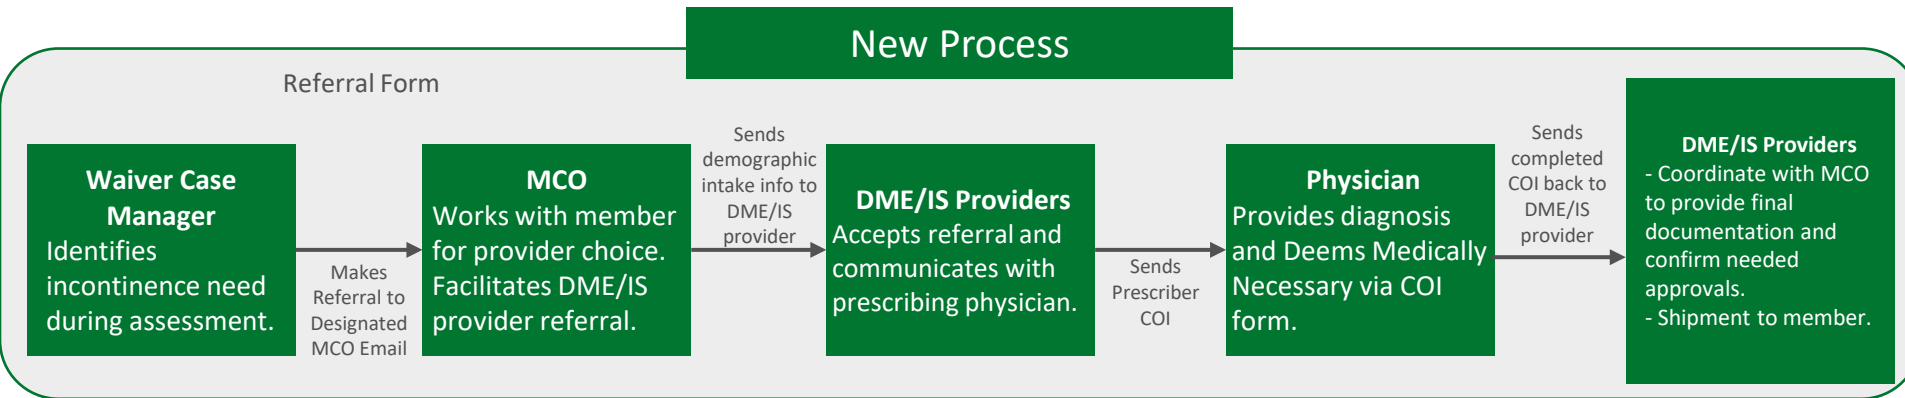 New Process
Referral Form
Waiver Case
Manager
Identifies
incontinence need
during assessment.
Makes
Referral to
Designated
MCO Email
MCO
Works with member
for provider choice.
Facilitates DME/IS
provider referral.
Sends
demographic
intake info to
DME/IS
provider
DME/IS Providers
Accepts referral and
communicates with
prescribing physician.
Sends
Prescriber
COI
Physician
Provides diagnosis
and Deems Medically
Necessary via COI
form.
Sends
completed
COI back to
DME/IS
provider
DME/IS Providers
- Coordinate with MCO
to provide final
documentation and
confirm needed
approvals.
- Shipment to member.